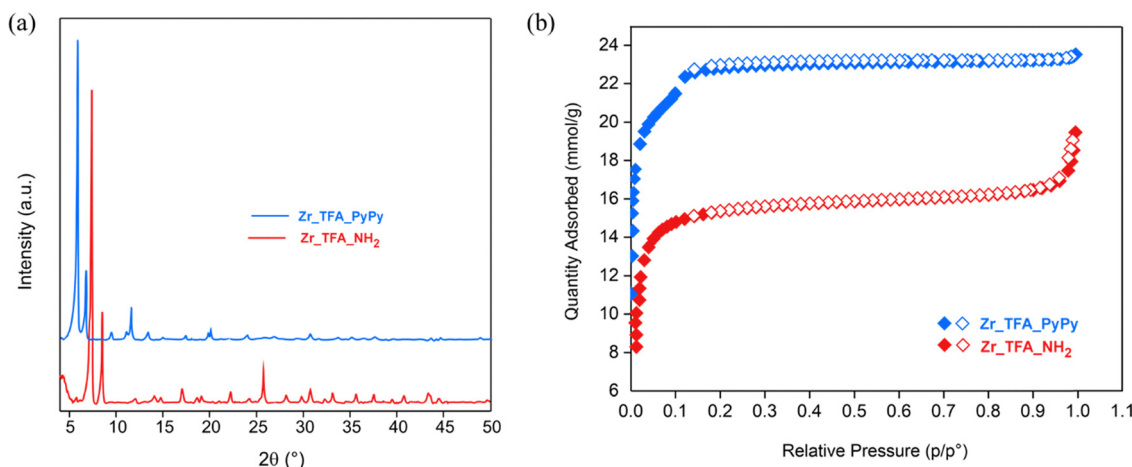 (a)
Intensity (a.u.)
Zr_TFA_PyPy
Zr_TFA_NH₂
5 10 15 20 25 30 35 40 45 50
2θ (°)
(b)
Quantity Adsorbed (mmol/g)
24
22
20
18
16
14
12
10
8
6
Zr_TFA_PyPy
Zr_TFA_NH₂
0.0 0.1 0.2 0.3 0.4 0.5 0.6 0.7 0.8 0.9 1.0 1.1
Relative Pressure (p/p°)